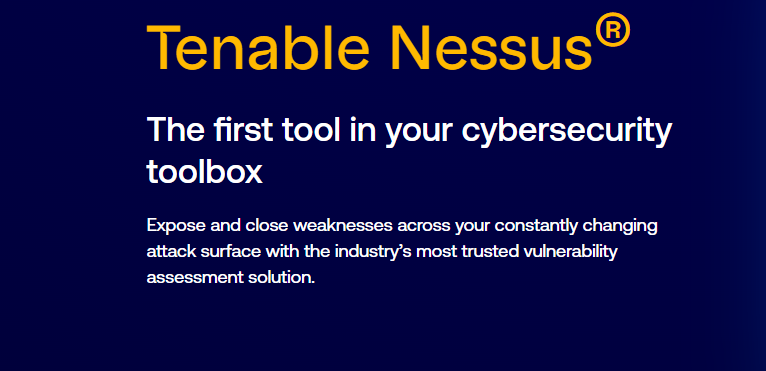 Tenable Nessus®
The first tool in your cybersecurity
toolbox
Expose and close weaknesses across your constantly changing
attack surface with the industry’s most trusted vulnerability
assessment solution.